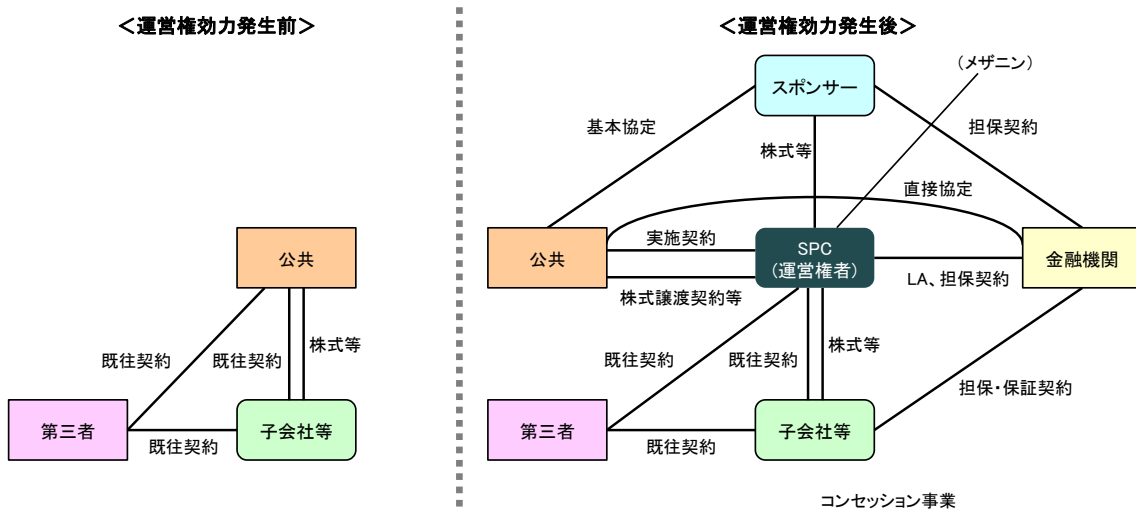 ＜運営権効力発生前＞
公共
既往契約
既往契約
株式等
第三者
既往契約
子会社等
＜運営権効力発生後＞
（メザニン）
スポンサー
基本協定
担保契約
株式等
直接協定
公共
実施契約
SPC
（運営権者）
金融機関
株式譲渡契約等
LA、担保契約
既往契約
既往契約
株式等
担保・保証契約
第三者
既往契約
子会社等
コンセッション事業